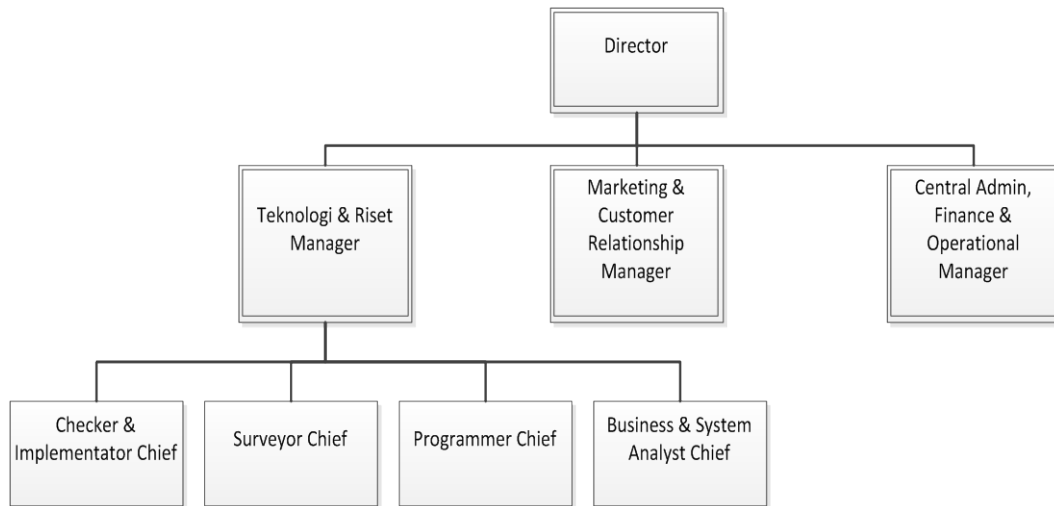 Director
Teknologi & Riset
Manager
Marketing &
Customer
Relationship
Manager
Central Admin,
Finance &
Operational
Manager
Checker &
Implementator Chief
Surveyor Chief
Programmer Chief
Business & System
Analyst Chief